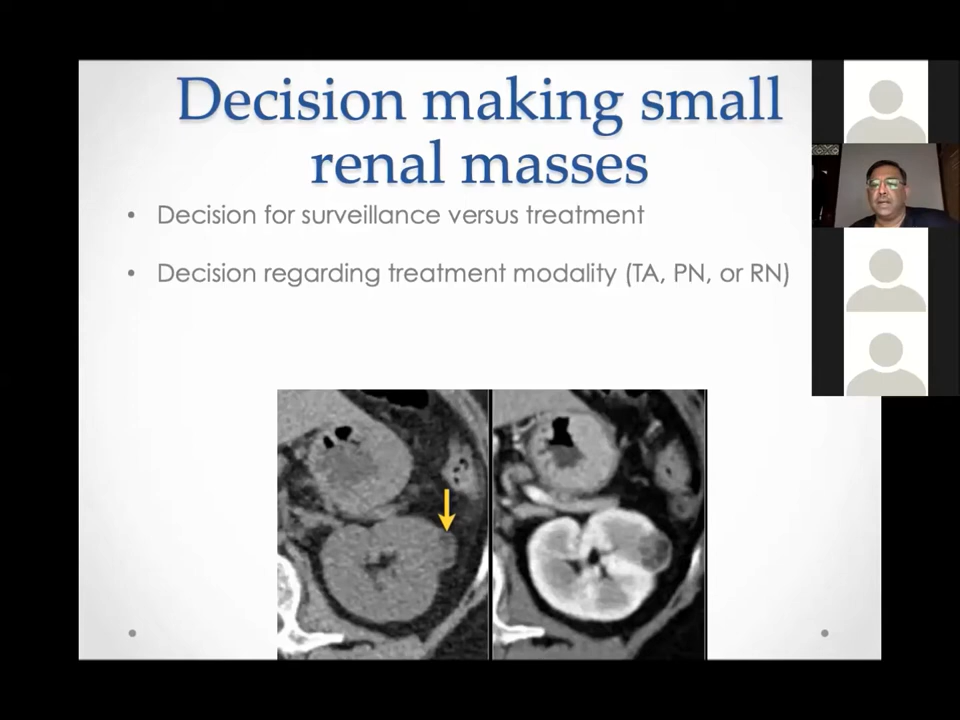 Decision making small
renal masses
• Decision for surveillance versus treatment
• Decision regarding treatment modality (TA, PN, or RN)